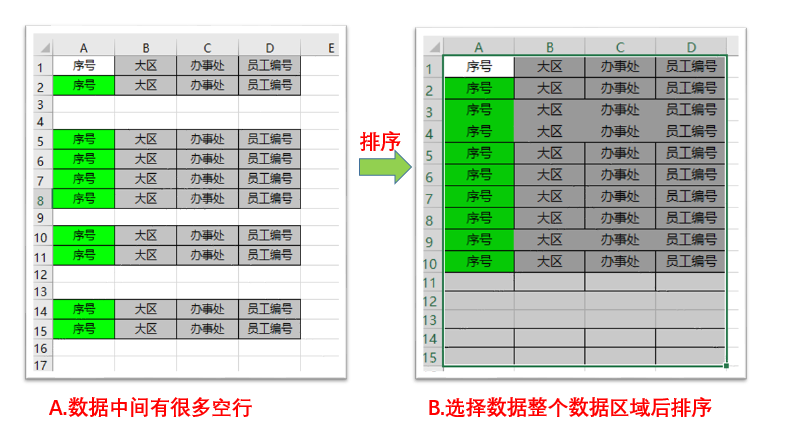 A B C D E
1 序号 大区 办事处 员工编号
2 序号 大区 办事处 员工编号
3
4
5 序号 大区 办事处 员工编号
6 序号 大区 办事处 员工编号
7 序号 大区 办事处 员工编号
8 序号 大区 办事处 员工编号
9
10 序号 大区 办事处 员工编号
11 序号 大区 办事处 员工编号
12
13
14 序号 大区 办事处 员工编号
15 序号 大区 办事处 员工编号
16
17
排序
A B C D
1 序号 大区 办事处 员工编号
2 序号 大区 办事处 员工编号
3 序号 大区 办事处 员工编号
4 序号 大区 办事处 员工编号
5 序号 大区 办事处 员工编号
6 序号 大区 办事处 员工编号
7 序号 大区 办事处 员工编号
8 序号 大区 办事处 员工编号
9 序号 大区 办事处 员工编号
10 序号 大区 办事处 员工编号
11
12
13
14
15
A.数据中间有很多空行
B.选择数据整个数据区域后排序